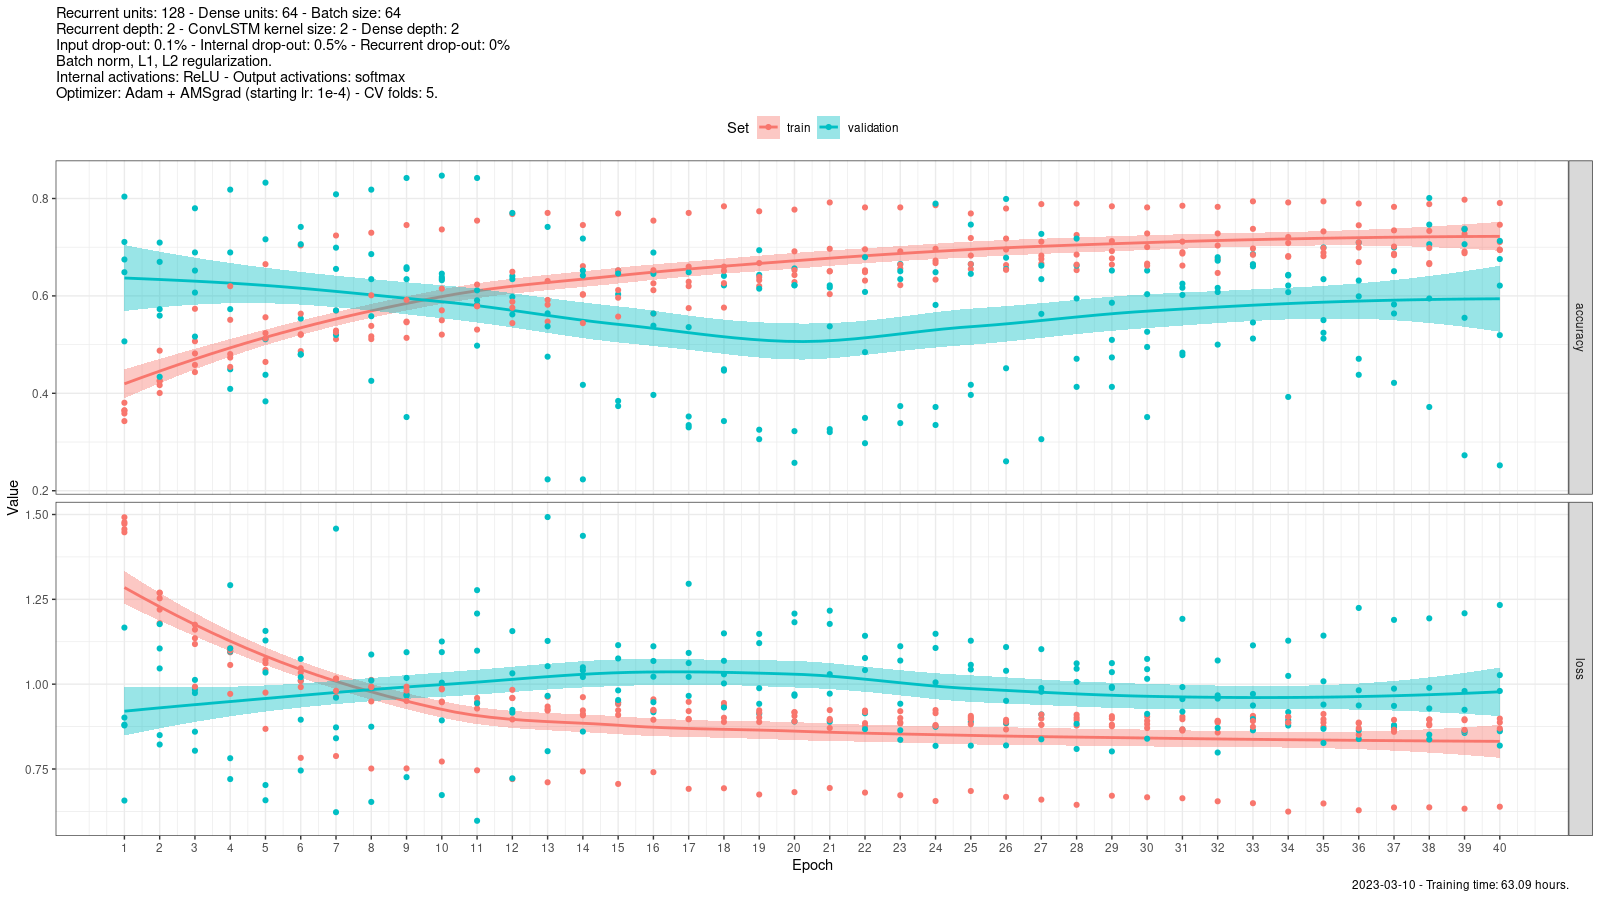 Recurrent units: 128 - Dense units: 64 - Batch size: 64
Recurrent depth: 2 - ConvLSTM kernel size: 2 - Dense depth: 2
Input drop-out: 0.1% - Internal drop-out: 0.5% - Recurrent drop-out: 0%
Batch norm, L1, L2 regularization.
Internal activations: ReLU - Output activations: softmax
Optimizer: Adam + AMSgrad (starting lr: 1e-4) - CV folds: 5.
Set train validation
0.8
0.6
0.4
0.2
accuracy
Value
1.50
1.25
1.00
0.75
loss
1 2 3 4 5 6 7 8 9 10 11 12 13 14 15 16 17 18 19 20 21 22 23 24 25 26 27 28 29 30 31 32 33 34 35 36 37 38 39 40
Epoch
2023-03-10 - Training time: 63.09 hours.